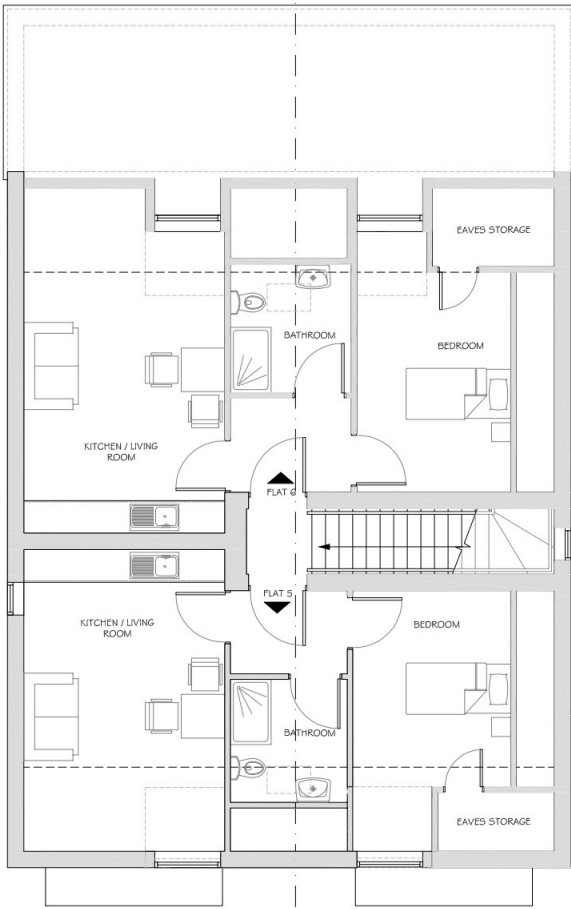 EAVES STORAGE
BATHROOM
BEDROOM
KITCHEN / LIVING
ROOM
FLAT 6
FLAT 5
KITCHEN / LIVING
ROOM
BEDROOM
BATHROOM
EAVES STORAGE